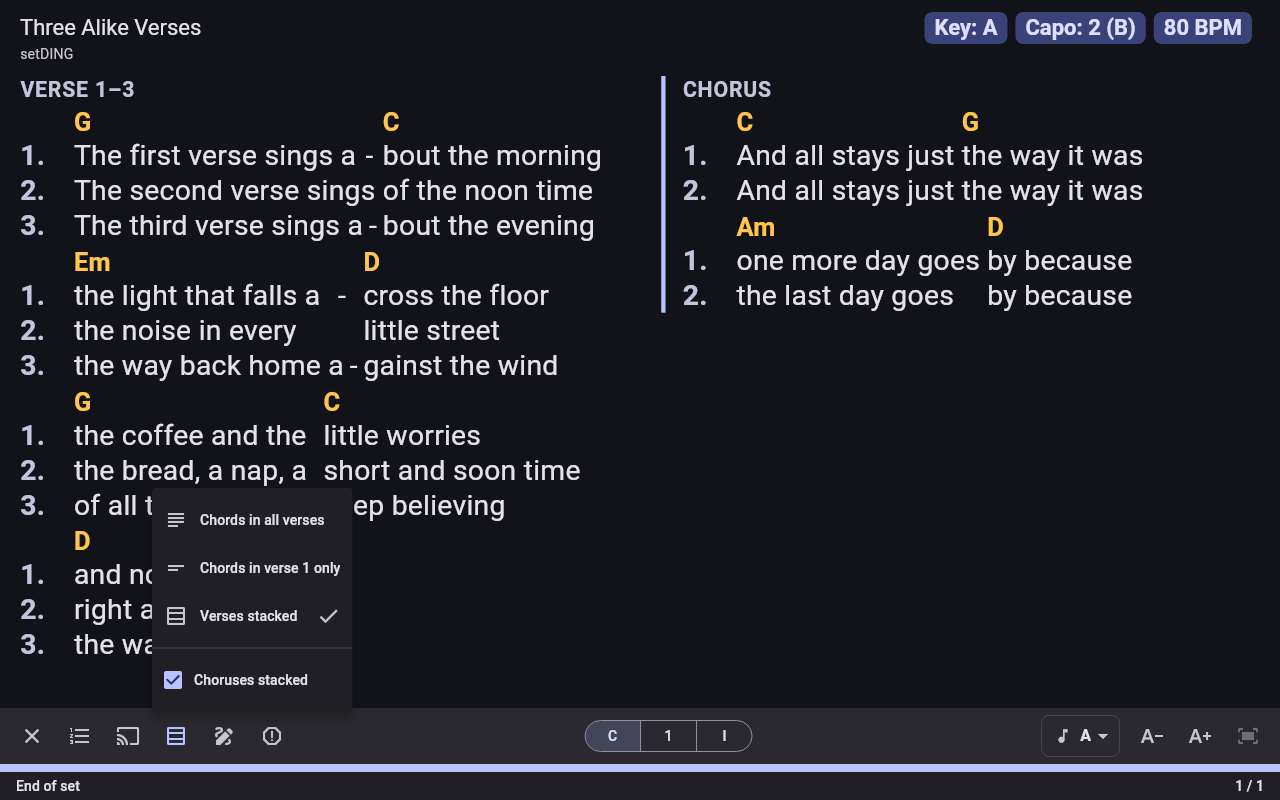 Three Alike Verses
setDING
Key: A
Capo: 2 (B)
80 BPM
VERSE 1–3
G C
1. The first verse sings a - bout the morning
2. The second verse sings of the noon time
3. The third verse sings a - bout the evening
Em D
1. the light that falls a - cross the floor
2. the noise in every little street
3. the way back home a - gainst the wind
G C
1. the coffee and the little worries
2. the bread, a nap, a short and soon time
3. of all believing
D
1. and
2. right
3. the
CHORUS
C G
1. And all stays just the way it was
2. And all stays just the way it was
Am D
1. one more day goes by because
2. the last day goes by because
Chords in all verses
Chords in verse 1 only
Verses stacked
Choruses stacked
C 1 I
A
A− A+
End of set
1 / 1